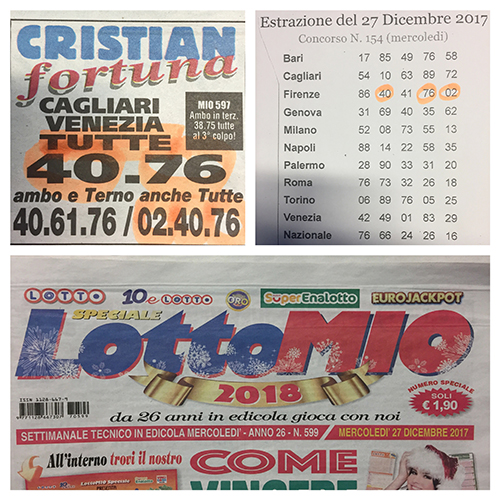 CRISTIAN
fortuna
CAGLIARI
VENEZIA
TUTTE
MIO 597
Ambo in terz.
38.75 tutte
al 3° colpo!
40.76
ambo e Terno anche Tutte
40.61.76 / 02.40.76
Estrazione del 27 Dicembre 2017
Concorso N. 154 (mercoledi)
Bari 17 85 49 76 58
Cagliari 54 10 63 89 72
Firenze 86 40 41 76 02
Genova 31 69 40 35 62
Milano 52 08 73 55 13
Napoli 88 14 22 58 35
Palermo 28 90 33 31 20
Roma 76 73 32 26 18
Torino 06 89 76 05 25
Venezia 42 49 01 83 29
Nazionale 76 66 24 26 16
LOTTO 10eLOTTO ORO SuperEnalotto EUROJACKPOT
SPECIALE
LottoMIO
2018
da 26 anni in edicola gioca con noi
NUMERO SPECIALE
SOLI
€ 1,90
SETTIMANALE TECNICO IN EDICOLA MERCOLEDI' - ANNO 26 - N. 599 MERCOLEDI' 27 DICEMBRE 2017
All'interno trovi il nostro
COME
VINCERE